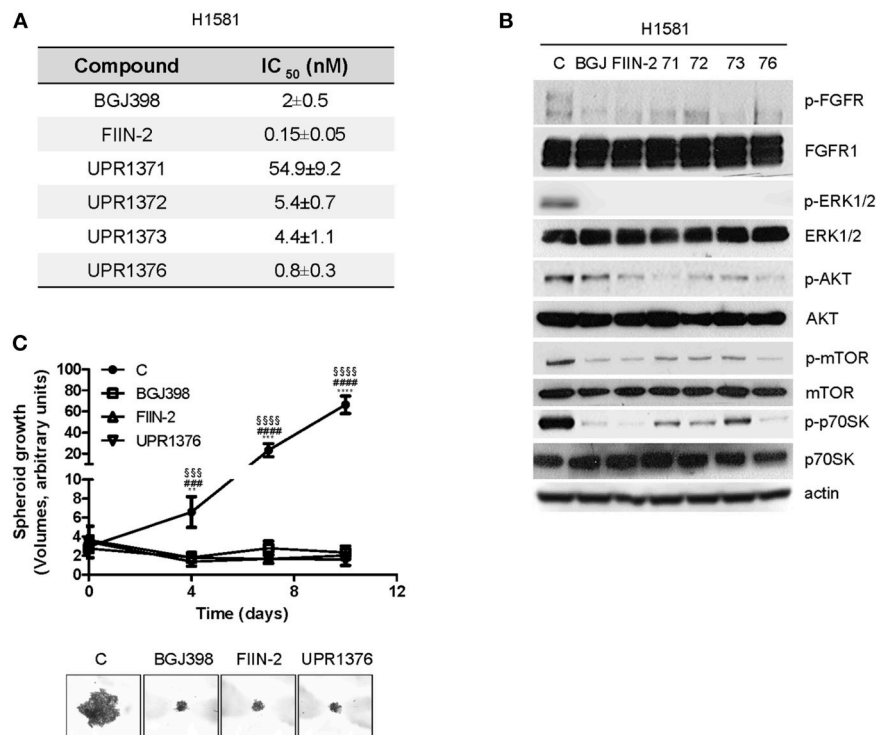 A
H1581
Compound IC50 (nM)
BGJ398 2±0.5
FIIN-2 0.15±0.05
UPR1371 54.9±9.2
UPR1372 5.4±0.7
UPR1373 4.4±1.1
UPR1376 0.8±0.3
B
H1581
C BGJ FIIN-2 71 72 73 76
p-FGFR
FGFR1
p-ERK1/2
ERK1/2
p-AKT
AKT
p-mTOR
mTOR
p-p70SK
p70SK
actin
C
Spheroid growth
(Volumes, arbitrary units)
100
80
60
40
20
8
6
4
2
0
C
BGJ398
FIIN-2
UPR1376
§§§
###
**
§§§§
####
***
§§§§
####
****
0 4 8 12
Time (days)
C BGJ398 FIIN-2 UPR1376